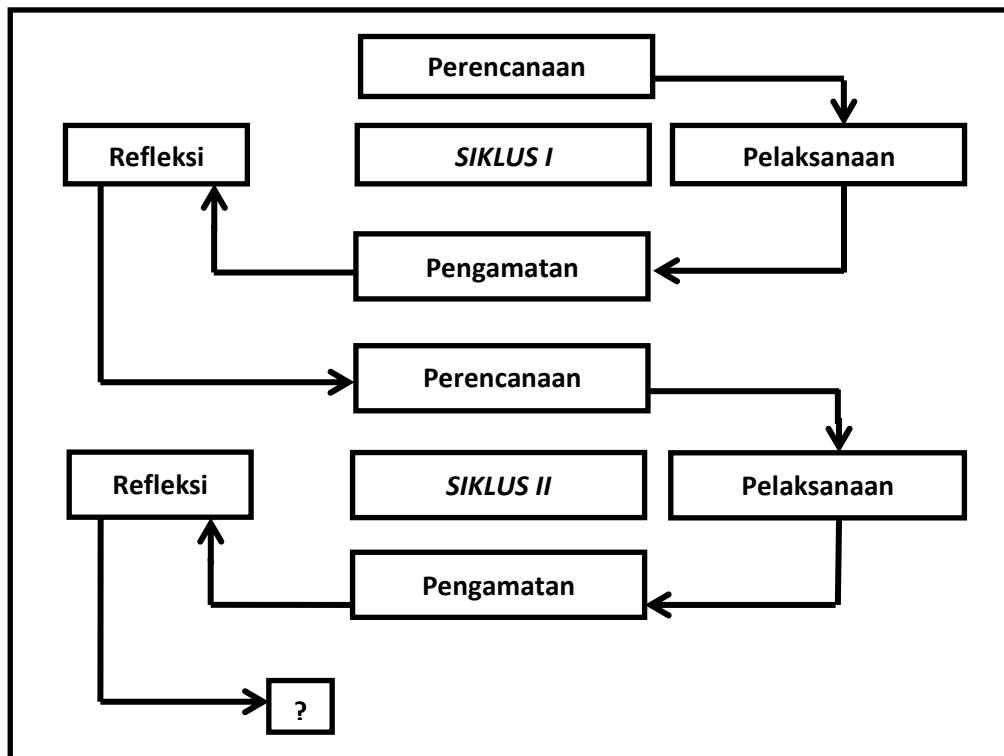 Perencanaan
Refleksi
SIKLUS I
Pelaksanaan
Pengamatan
Perencanaan
Refleksi
SIKLUS II
Pelaksanaan
Pengamatan
?